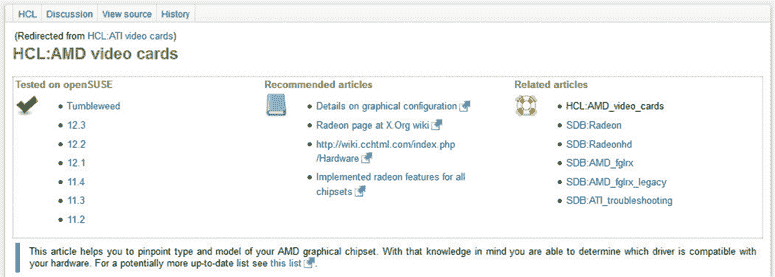 HCL Discussion View source History
(Redirected from HCL:ATI video cards)
HCL:AMD video cards
Tested on openSUSE
Tumbleweed
12.3
12.2
12.1
11.4
11.3
11.2
Recommended articles
Details on graphical configuration
Radeon page at X.Org wiki
http://wiki.cchtml.com/index.php
/Hardware
Implemented radeon features for all
chipsets
Related articles
HCL:AMD_video_cards
SDB:Radeon
SDB:Radeonhd
SDB:AMD_fglrx
SDB:AMD_fglrx_legacy
SDB:ATI_troubleshooting
This article helps you to pinpoint type and model of your AMD graphical chipset. With that knowledge in mind you are able to determine which driver is compatible with
your hardware. For a potentially more up-to-date list see this list.